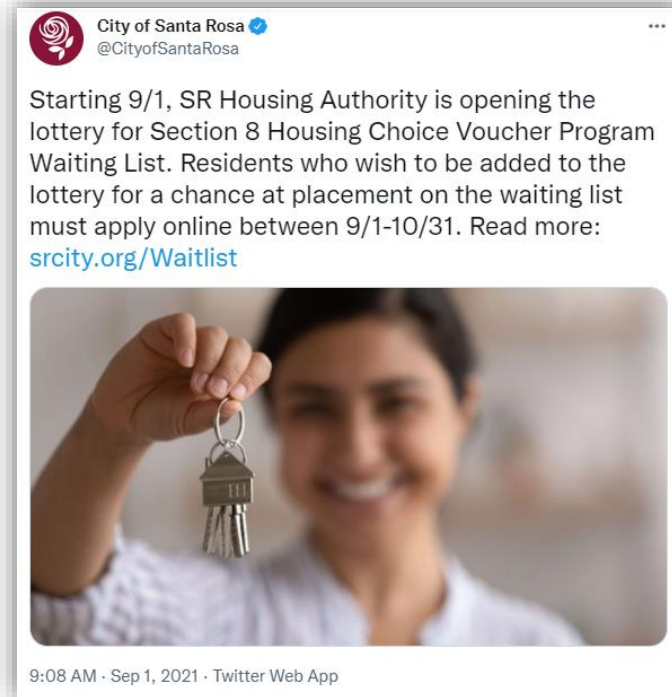 City of Santa Rosa
@CityofSantaRosa
Starting 9/1, SR Housing Authority is opening the
lottery for Section 8 Housing Choice Voucher Program
Waiting List. Residents who wish to be added to the
lottery for a chance at placement on the waiting list
must apply online between 9/1-10/31. Read more:
srcity.org/Waitlist
9:08 AM · Sep 1, 2021 · Twitter Web App